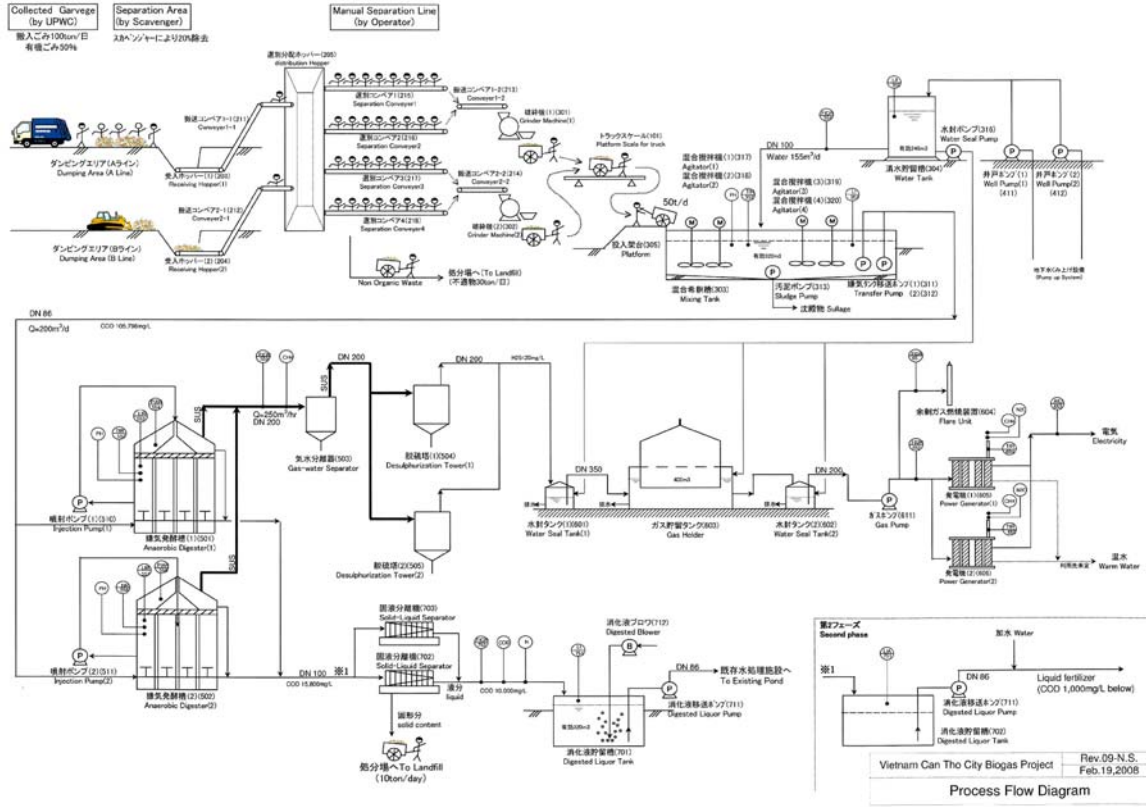 Collected Garvege
(by UPWC)
搬入ごみ100ton/日
有機ごみ50%
Separation Area
(by Scavenger)
スカベンジャーにより20%除去
Manual Separation Line
(by Operator)
選別分配ホッパー(205)
distribution Hopper
搬送コンベア1-1(211)
Conveyer1-1
ダンピングエリア(Aライン)
Dumping Area (A Line)
受入ホッパー(1)(203)
Receiving Hopper(1)
搬送コンベア2-1(212)
Conveyer2-1
ダンピングエリア(Bライン)
Dumping Area (B Line)
受入ホッパー(2)(204)
Receiving Hopper(2)
選別コンベア1(215)
Separation Conveyer1
選別コンベア2(216)
Separation Conveyer2
選別コンベア3(217)
Separation Conveyer3
選別コンベア4(218)
Separation Conveyer4
搬送コンベア1-2(213)
Conveyer1-2
搬送コンベア2-2(214)
Conveyer2-2
破砕機(1)(301)
Grinder Machine(1)
破砕機(2)(302)
Grinder Machine(2)
トラックスケール(101)
Platform Scale for truck
Non Organic Waste
処分場へ(To Landfill)
(不適物30ton/日)
50t/d
投入架台(305)
Platform
混合撹拌機(1)(317)
Agitator(1)
混合撹拌機(2)(318)
Agitator(2)
混合撹拌機(3)(319)
Agitator(3)
混合撹拌機(4)(320)
Agitator(4)
DN 100
Water 155m³/d
水封ポンプ(316)
Water Seal Pump
清水貯留槽(304)
Water Tank
井戸ポンプ(1)
Well Pump(1)
(411)
井戸ポンプ(2)
Well Pump(2)
(412)
地下水くみ上げ設備
(Pump up System)
混合希釈槽(303)
Mixing Tank
汚泥ポンプ(313)
Sludge Pump
沈殿物 Sullage
嫌気タンク移送ポンプ(1)(311)
Transfer Pump (2)(312)
DN 86
Q=200m³/d
DN 200
SUS
SUS
SUS
Q=250m³/hr
DN 200
DN 200
気水分離器(503)
Gas-water Separator
脱硫塔(1)(504)
Desulphurization Tower(1)
脱硫塔(2)(505)
Desulphurization Tower(2)
噴射ポンプ(1)(510)
Injection Pump(1)
嫌気発酵槽(1)(501)
Anaerobic Digester(1)
噴射ポンプ(2)(511)
Injection Pump(2)
嫌気発酵槽(2)(502)
Anaerobic Digester(2)
DN 350
400m3
水封タンク(1)(601)
Water Seal Tank(1)
ガス貯留タンク(603)
Gas Holder
水封タンク(2)(602)
Water Seal Tank(2)
DN 200
ガスポンプ(611)
Gas Pump
余剰ガス燃焼装置(604)
Flare Unit
発電機(1)(605)
Power Generator(1)
発電機(2)(606)
Power Generator(2)
電気
Electricity
温水
Warm Water
DN 100
※1
COD 15,800mg/L
固液分離機(703)
Solid-Liquid Separator
固液分離機(702)
Solid-Liquid Separator
液分
liquid
COD 10,000mg/L
固形分
solid content
処分場へTo Landfill
(10ton/day)
消化液ブロワ(712)
Digested Blower
DN 86
既存水処理施設へ
To Existing Pond
消化液移送ポンプ(711)
Digested Liquor Pump
消化液貯留槽(701)
Digested Liquor Tank
第2フェーズ
Second phase
※1
加水 Water
DN 86
Liquid fertilizer
(COD 1,000mg/L below)
消化液移送ポンプ(711)
Digested Liquor Pump
消化液貯留槽(702)
Digested Liquor Tank
Vietnam Can Tho City Biogas Project
Rev.09-N.S.
Feb.19,2008
Process Flow Diagram